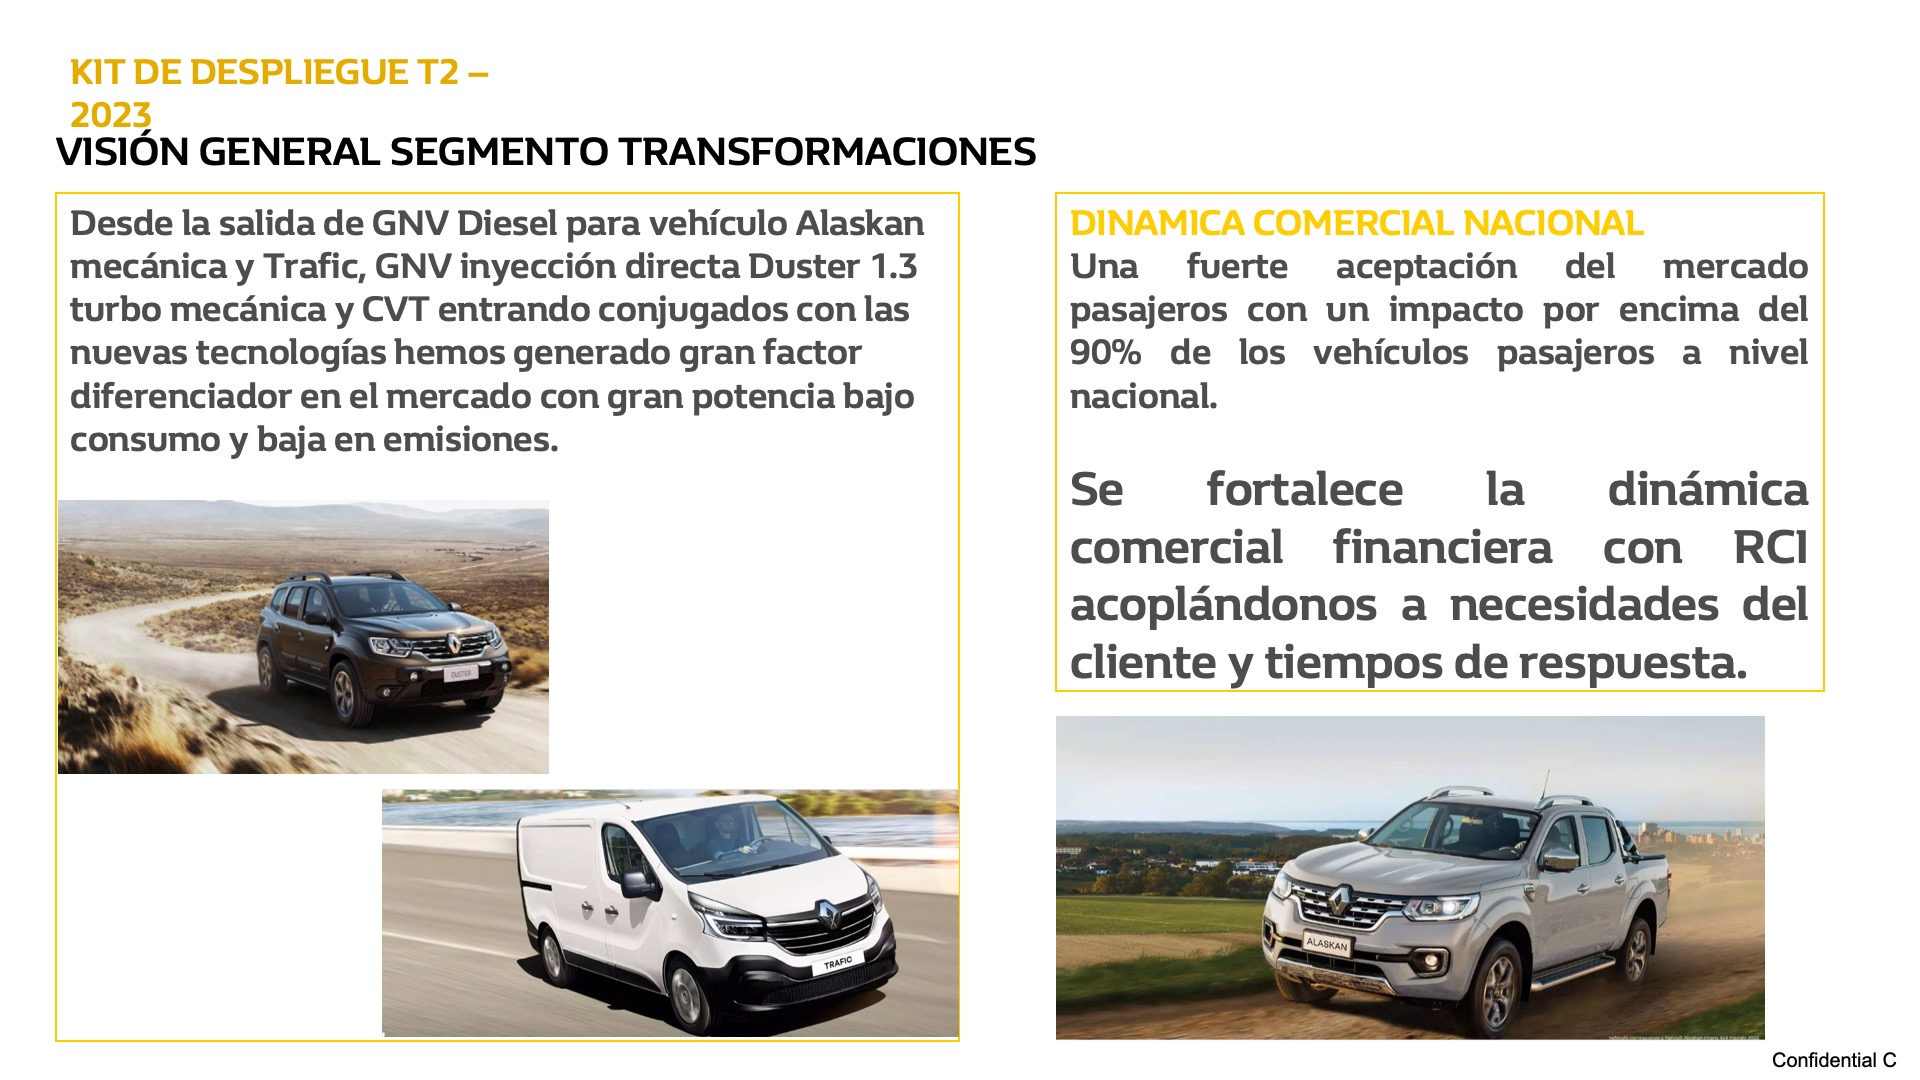 KIT DE DESPLIEGUE T2 –
2023
VISIÓN GENERAL SEGMENTO TRANSFORMACIONES
Desde la salida de GNV Diesel para vehículo Alaskan
mecánica y Trafic, GNV inyección directa Duster 1.3
turbo mecánica y CVT entrando conjugados con las
nuevas tecnologías hemos generado gran factor
diferenciador en el mercado con gran potencia bajo
consumo y baja en emisiones.
DUSTER
TRAFIC
DINAMICA COMERCIAL NACIONAL
Una fuerte aceptación del mercado
pasajeros con un impacto por encima del
90% de los vehículos pasajeros a nivel
nacional.
Se fortalece la dinámica
comercial financiera con RCI
acoplándonos a necesidades del
cliente y tiempos de respuesta.
ALASKAN
Confidential C